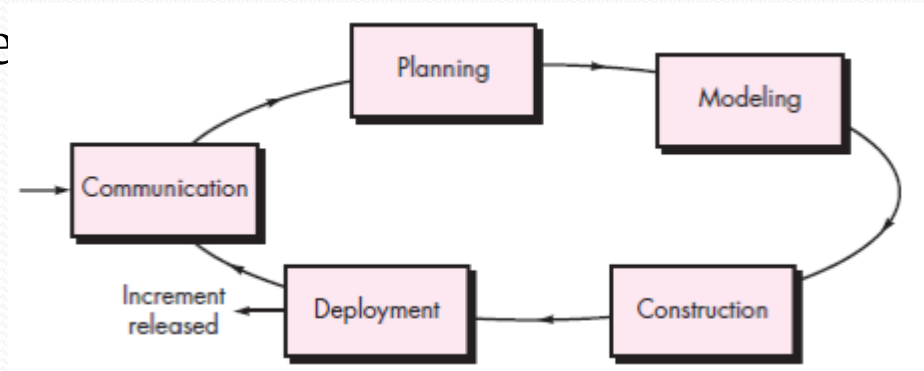 Planning
Modeling
Communication
Increment
released
Deployment
Construction